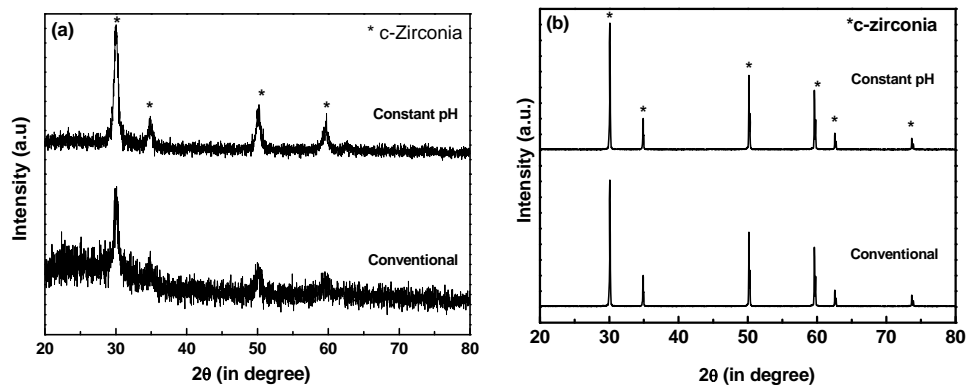 (a)
* c-Zirconia
*
Constant pH
*
*
*
Conventional
Intensity (a.u)
20 30 40 50 60 70 80
2θ (in degree)
(b)
*c-zirconia
*
Constant pH
*
*
*
*
*
Conventional
Intensity (a.u.)
20 30 40 50 60 70 80
2θ (in degree)